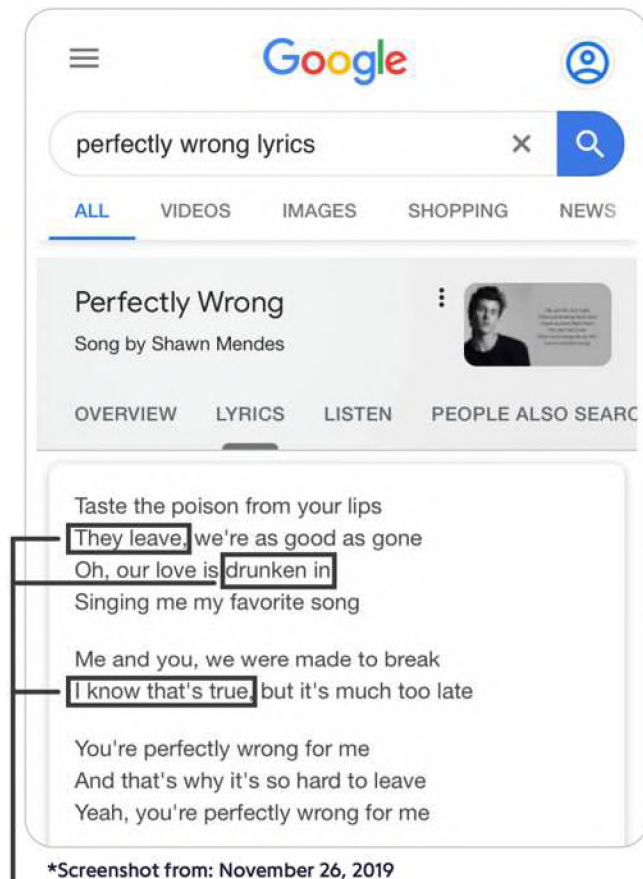 Google
perfectly wrong lyrics
ALL VIDEOS IMAGES SHOPPING NEWS
Perfectly Wrong
Song by Shawn Mendes
OVERVIEW LYRICS LISTEN PEOPLE ALSO SEARC
Taste the poison from your lips
They leave, we're as good as gone
Oh, our love is drunken in
Singing me my favorite song
Me and you, we were made to break
I know that's true, but it's much too late
You're perfectly wrong for me
And that's why it's so hard to leave
Yeah, you're perfectly wrong for me
*Screenshot from: November 26, 2019